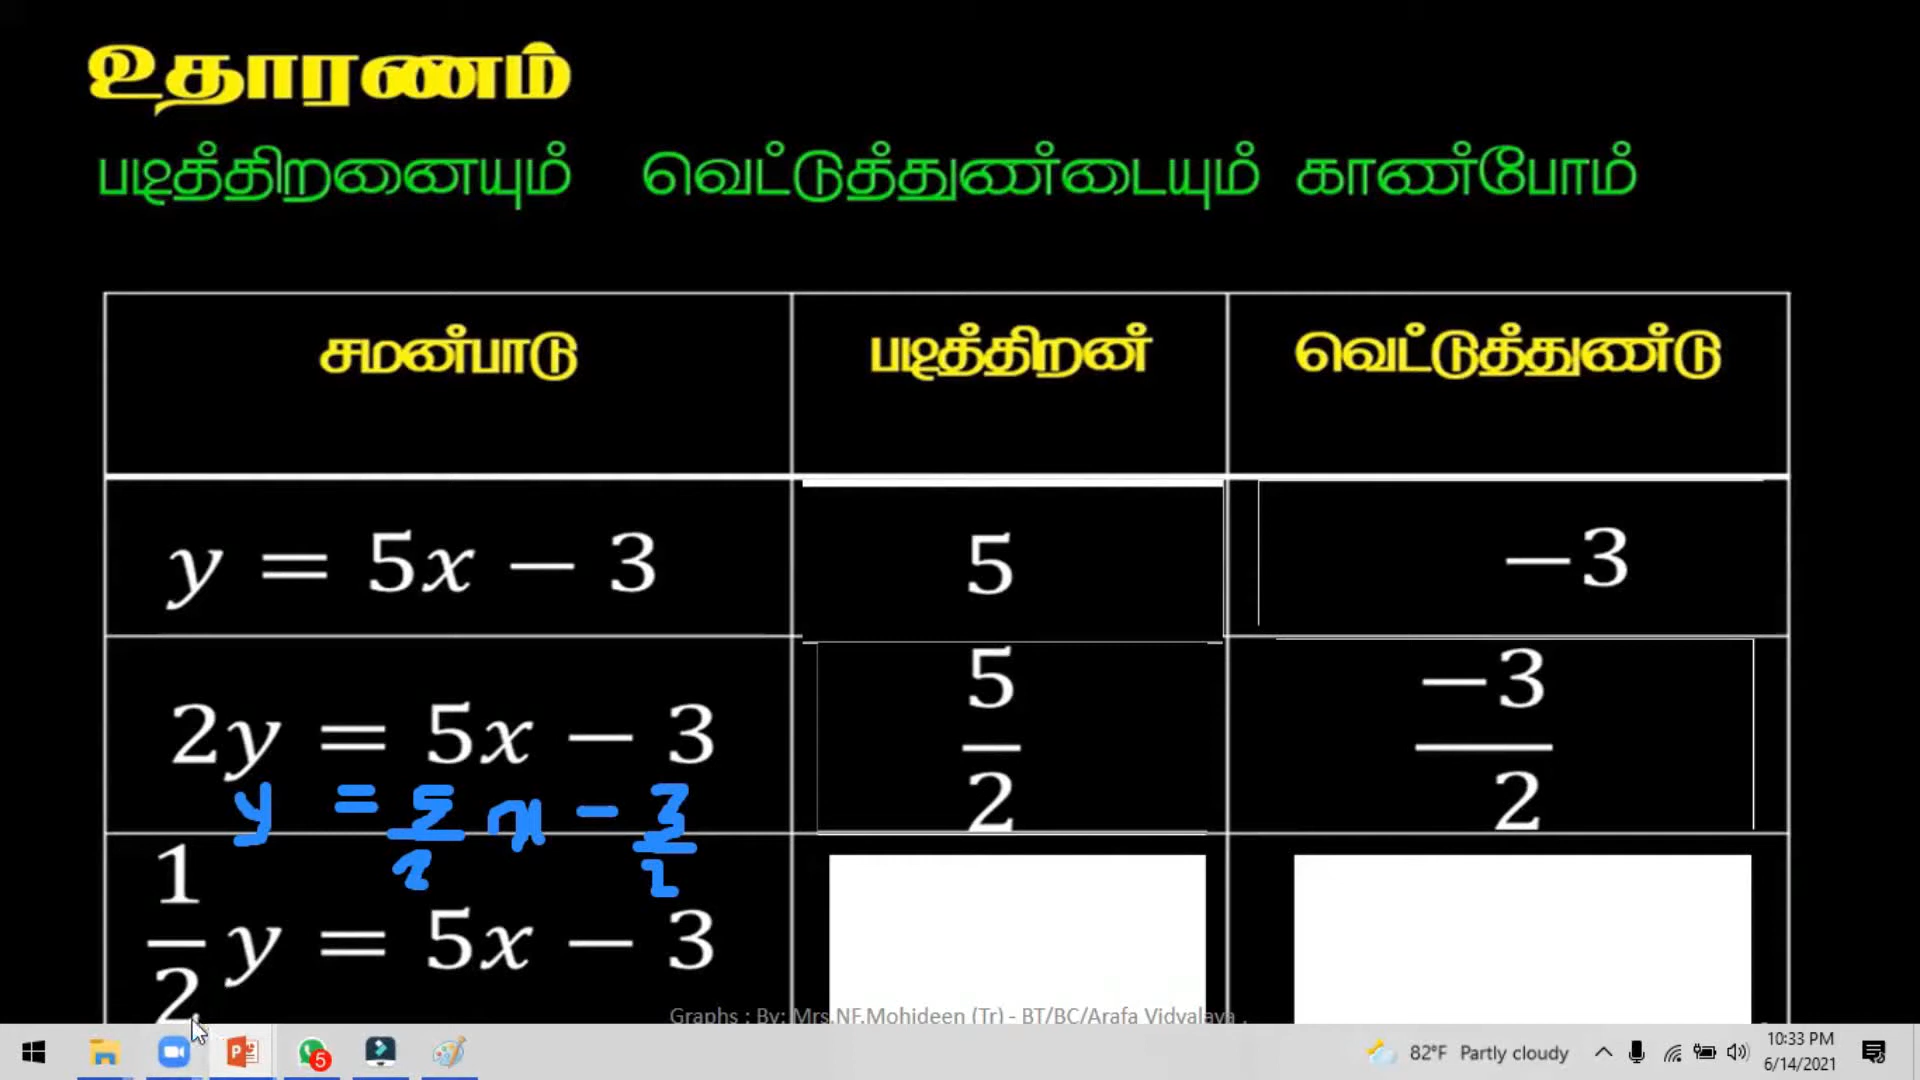 உதாரணம்
படித்திறனையும் வெட்டுத்துண்டையும் காண்போம்
சமன்பாடு படித்திறன் வெட்டுத்துண்டு
y = 5x − 3 5 −3
2y = 5x − 3 5/2 −3/2
y = 5/2 x − 3/2
1/2 y = 5x − 3
Graphs : By: Mrs.NF.Mohideen (Tr) - BT/BC/Arafa Vidyalaya .
5
82°F Partly cloudy
10:33 PM
6/14/2021